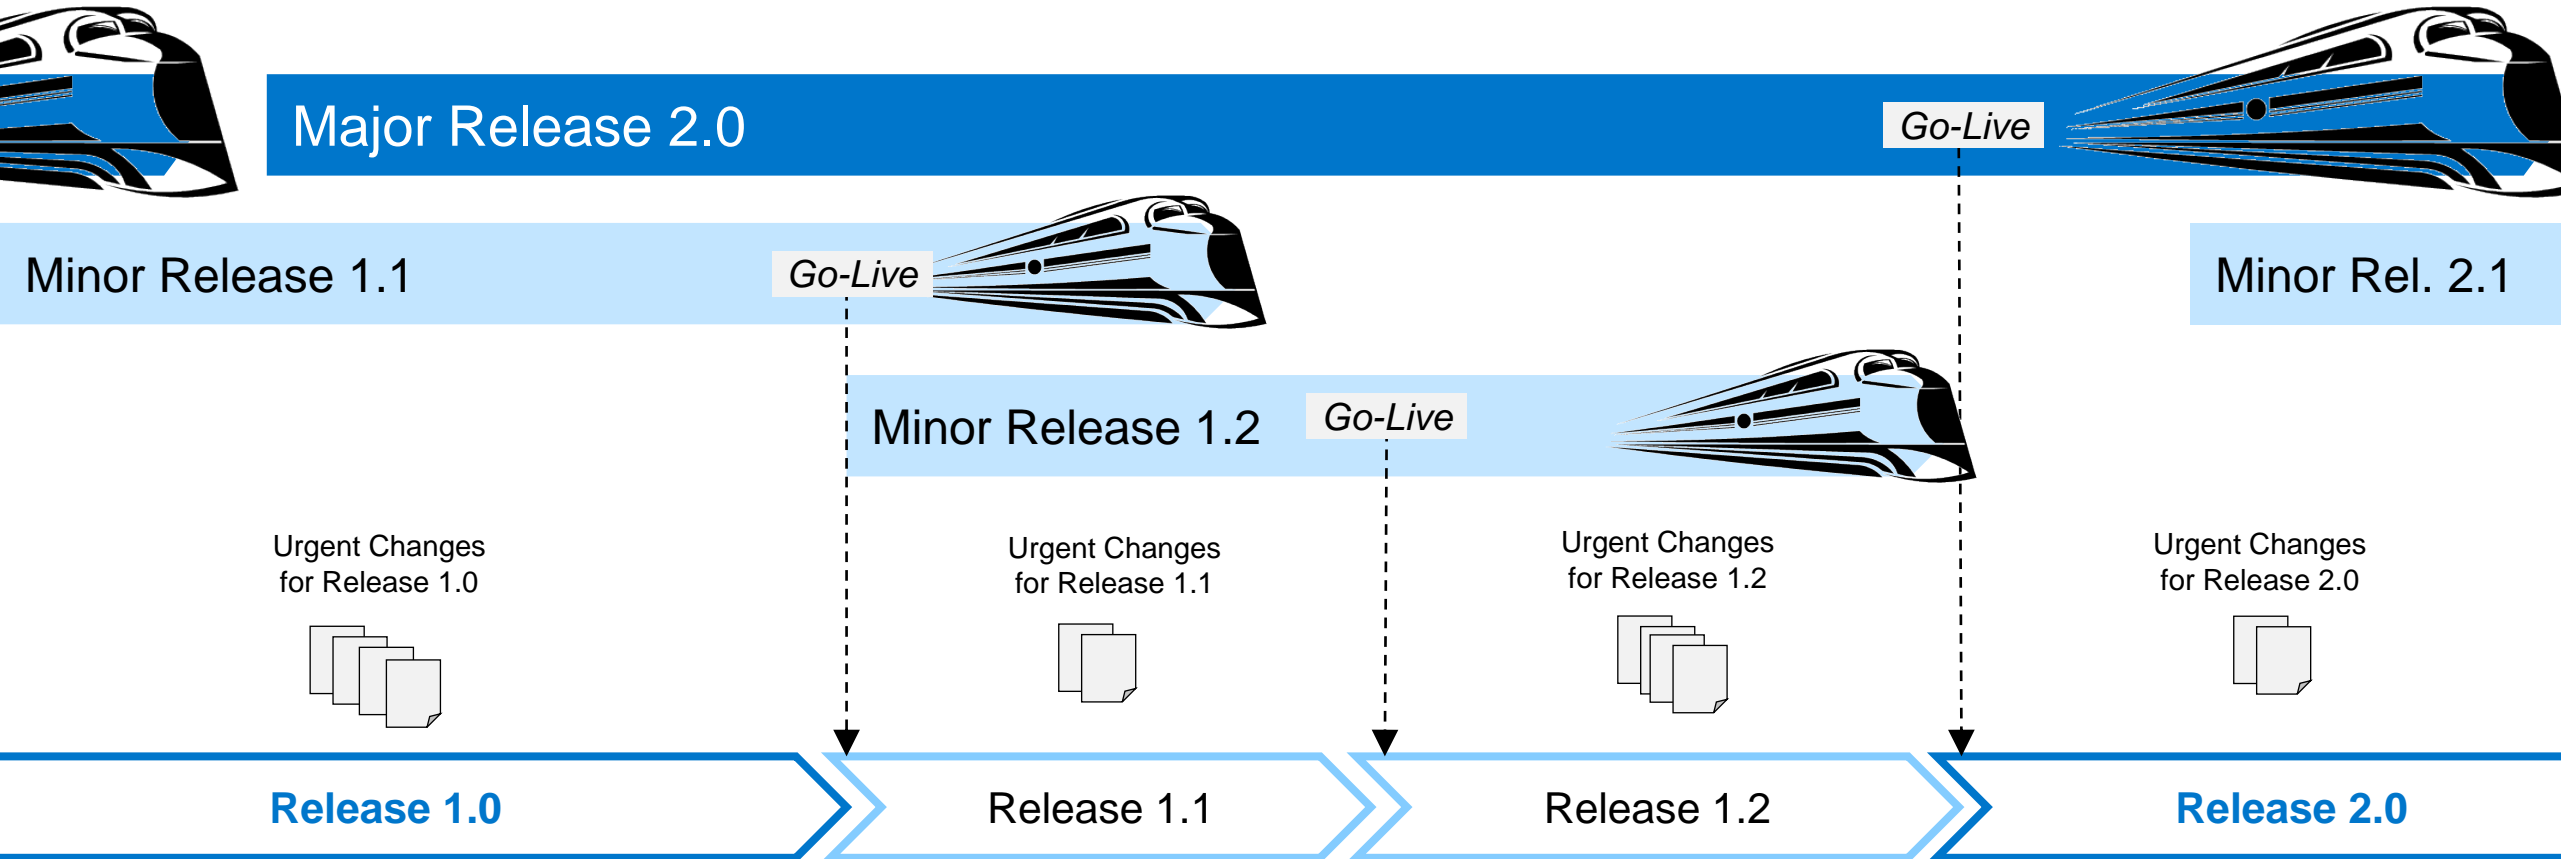 Major Release 2.0
Go-Live
Minor Release 1.1
Go-Live
Minor Rel. 2.1
Minor Release 1.2
Go-Live
Urgent Changes
for Release 1.0
Urgent Changes
for Release 1.1
Urgent Changes
for Release 1.2
Urgent Changes
for Release 2.0
Release 1.0
Release 1.1
Release 1.2
Release 2.0